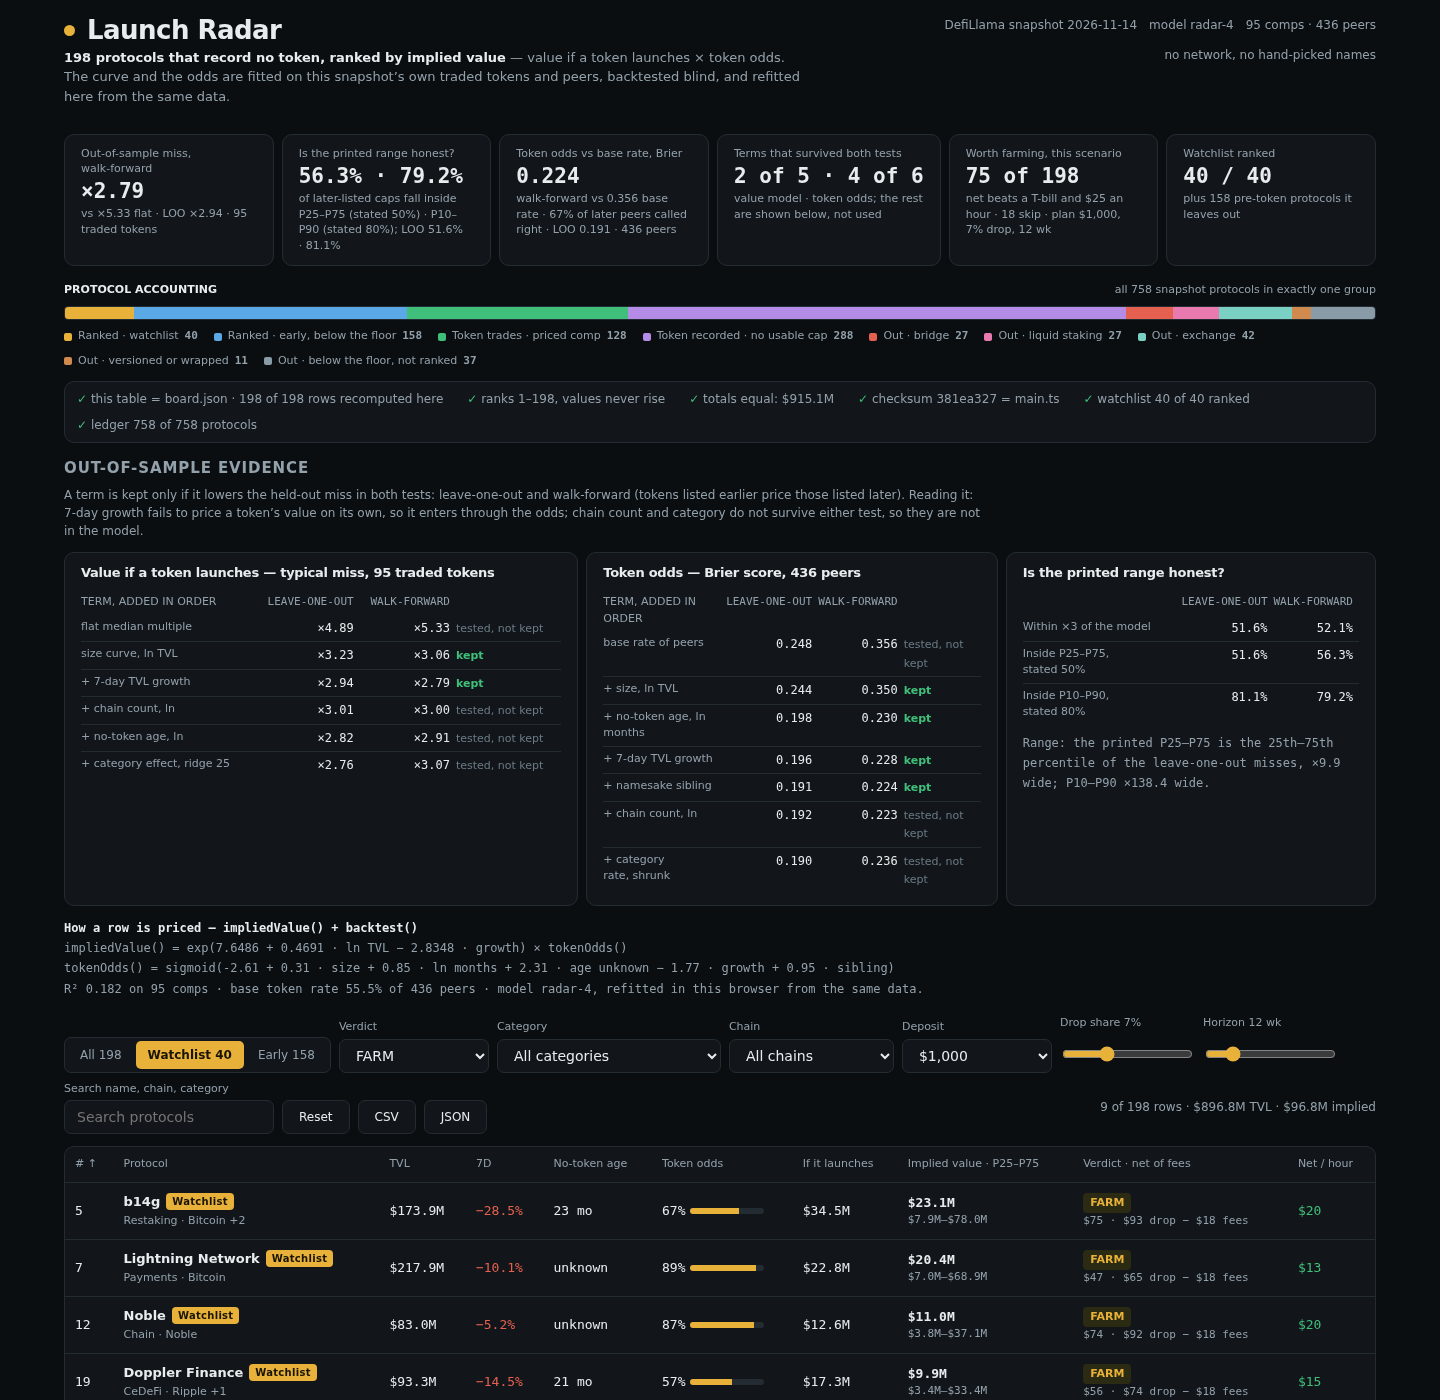 Launch Radar
DefiLlama snapshot 2026-11-14 model radar-4 95 comps · 436 peers
no network, no hand-picked names
198 protocols that record no token, ranked by implied value — value if a token launches × token odds.
The curve and the odds are fitted on this snapshot’s own traded tokens and peers, backtested blind, and refitted
here from the same data.
Out-of-sample miss,
walk-forward
×2.79
vs ×5.33 flat · LOO ×2.94 · 95
traded tokens
Is the printed range honest?
56.3% · 79.2%
of later-listed caps fall inside
P25–P75 (stated 50%) · P10–
P90 (stated 80%); LOO 51.6%
· 81.1%
Token odds vs base rate, Brier
0.224
walk-forward vs 0.356 base
rate · 67% of later peers called
right · LOO 0.191 · 436 peers
Terms that survived both tests
2 of 5 · 4 of 6
value model · token odds; the rest
are shown below, not used
Worth farming, this scenario
75 of 198
net beats a T-bill and $25 an
hour · 18 skip · plan $1,000,
7% drop, 12 wk
Watchlist ranked
40 / 40
plus 158 pre-token protocols it
leaves out
PROTOCOL ACCOUNTING
all 758 snapshot protocols in exactly one group
Ranked · watchlist 40 Ranked · early, below the floor 158 Token trades · priced comp 128 Token recorded · no usable cap 288 Out · bridge 27 Out · liquid staking 27 Out · exchange 42
Out · versioned or wrapped 11 Out · below the floor, not ranked 37
✓ this table = board.json · 198 of 198 rows recomputed here ✓ ranks 1–198, values never rise ✓ totals equal: $915.1M ✓ checksum 381ea327 = main.ts ✓ watchlist 40 of 40 ranked
✓ ledger 758 of 758 protocols
OUT-OF-SAMPLE EVIDENCE
A term is kept only if it lowers the held-out miss in both tests: leave-one-out and walk-forward (tokens listed earlier price those listed later). Reading it:
7-day growth fails to price a token’s value on its own, so it enters through the odds; chain count and category do not survive either test, so they are not
in the model.
Value if a token launches — typical miss, 95 traded tokens
TERM, ADDED IN ORDER LEAVE-ONE-OUT WALK-FORWARD
flat median multiple ×4.89 ×5.33 tested, not kept
size curve, ln TVL ×3.23 ×3.06 kept
+ 7-day TVL growth ×2.94 ×2.79 kept
+ chain count, ln ×3.01 ×3.00 tested, not kept
+ no-token age, ln ×2.82 ×2.91 tested, not kept
+ category effect, ridge 25 ×2.76 ×3.07 tested, not kept
Token odds — Brier score, 436 peers
TERM, ADDED IN LEAVE-ONE-OUT WALK-FORWARD
ORDER
base rate of peers 0.248 0.356 tested, not
kept
+ size, ln TVL 0.244 0.350 kept
+ no-token age, ln 0.198 0.230 kept
months
+ 7-day TVL growth 0.196 0.228 kept
+ namesake sibling 0.191 0.224 kept
+ chain count, ln 0.192 0.223 tested, not
kept
+ category 0.190 0.236 tested, not
rate, shrunk kept
Is the printed range honest?
LEAVE-ONE-OUT WALK-FORWARD
Within ×3 of the model 51.6% 52.1%
Inside P25–P75, 51.6% 56.3%
stated 50%
Inside P10–P90, 81.1% 79.2%
stated 80%
Range: the printed P25–P75 is the 25th–75th
percentile of the leave-one-out misses, ×9.9
wide; P10–P90 ×138.4 wide.
How a row is priced — impliedValue() + backtest()
impliedValue() = exp(7.6486 + 0.4691 · ln TVL − 2.8348 · growth) × tokenOdds()
tokenOdds() = sigmoid(-2.61 + 0.31 · size + 0.85 · ln months + 2.31 · age unknown − 1.77 · growth + 0.95 · sibling)
R² 0.182 on 95 comps · base token rate 55.5% of 436 peers · model radar-4, refitted in this browser from the same data.
Verdict Category Chain Deposit Drop share 7% Horizon 12 wk
All 198 Watchlist 40 Early 158 FARM All categories All chains $1,000
Search name, chain, category
Search protocols Reset CSV JSON
9 of 198 rows · $896.8M TVL · $96.8M implied
# ↑ Protocol TVL 7D No-token age Token odds If it launches Implied value · P25–P75 Verdict · net of fees Net / hour
5 b14g Watchlist $173.9M −28.5% 23 mo 67% $34.5M $23.1M FARM $20
Restaking · Bitcoin +2 $7.9M–$78.0M $75 · $93 drop − $18 fees
7 Lightning Network Watchlist $217.9M −10.1% unknown 89% $22.8M $20.4M FARM $13
Payments · Bitcoin $7.0M–$68.9M $47 · $65 drop − $18 fees
12 Noble Watchlist $83.0M −5.2% unknown 87% $12.6M $11.0M FARM $20
Chain · Noble $3.8M–$37.1M $74 · $92 drop − $18 fees
19 Doppler Finance Watchlist $93.3M −14.5% 21 mo 57% $17.3M $9.9M FARM $15
CeDeFi · Ripple +1 $3.4M–$33.4M $56 · $74 drop − $18 fees